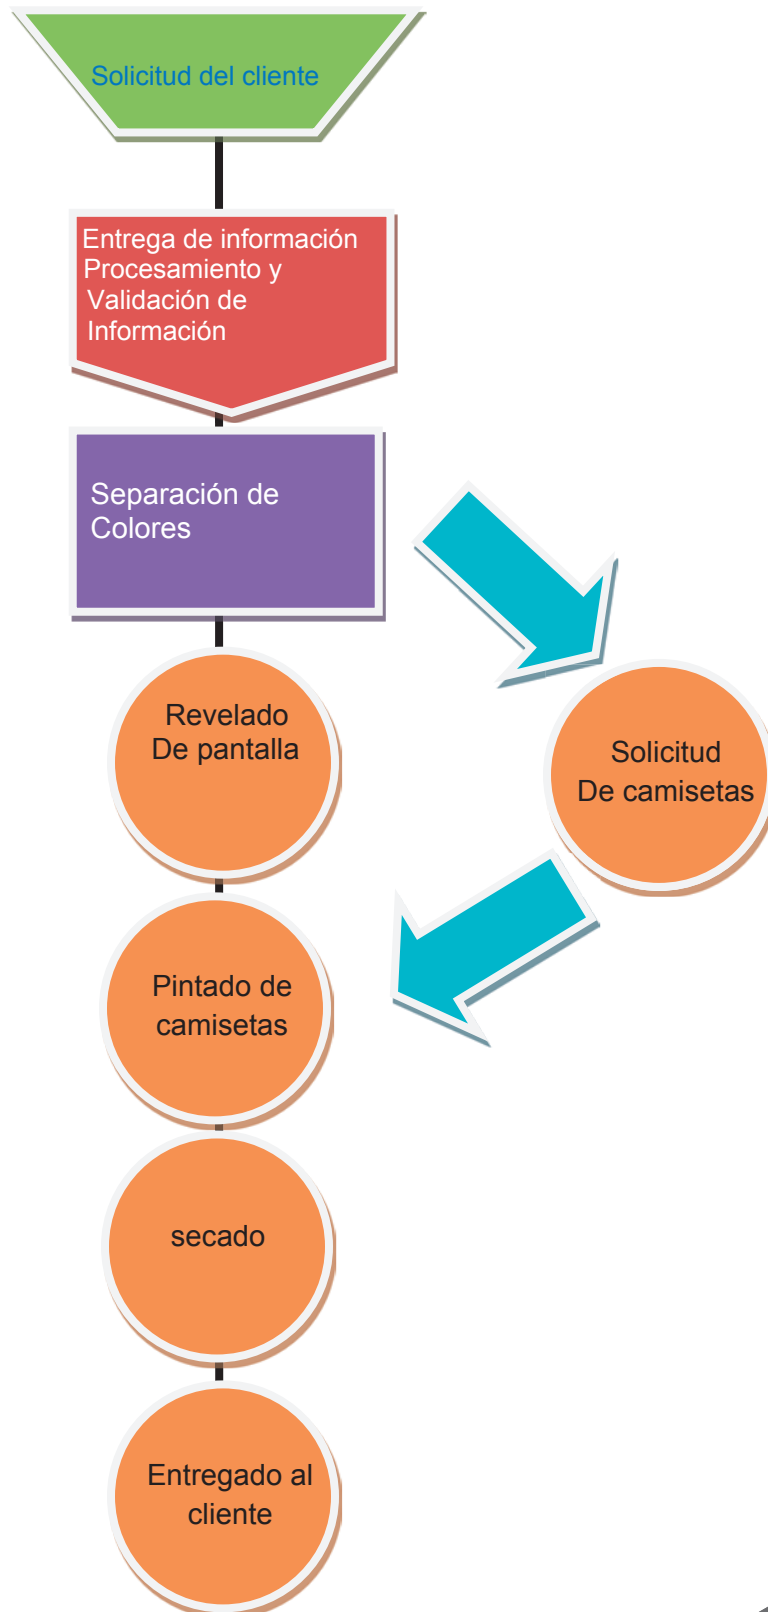 Solicitud del cliente
Entrega de información
Procesamiento y
Validación de
Información
Separación de
Colores
Revelado
De pantalla
Solicitud
De camisetas
Pintado de
camisetas
secado
Entregado al
cliente